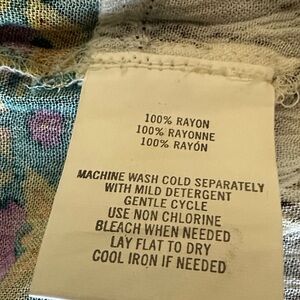 100% RAYON
100% RAYONNE
100% RAYÓN
MACHINE WASH COLD SEPARATELY
WITH MILD DETERGENT
GENTLE CYCLE
USE NON CHLORINE
BLEACH WHEN NEEDED
LAY FLAT TO DRY
COOL IRON IF NEEDED